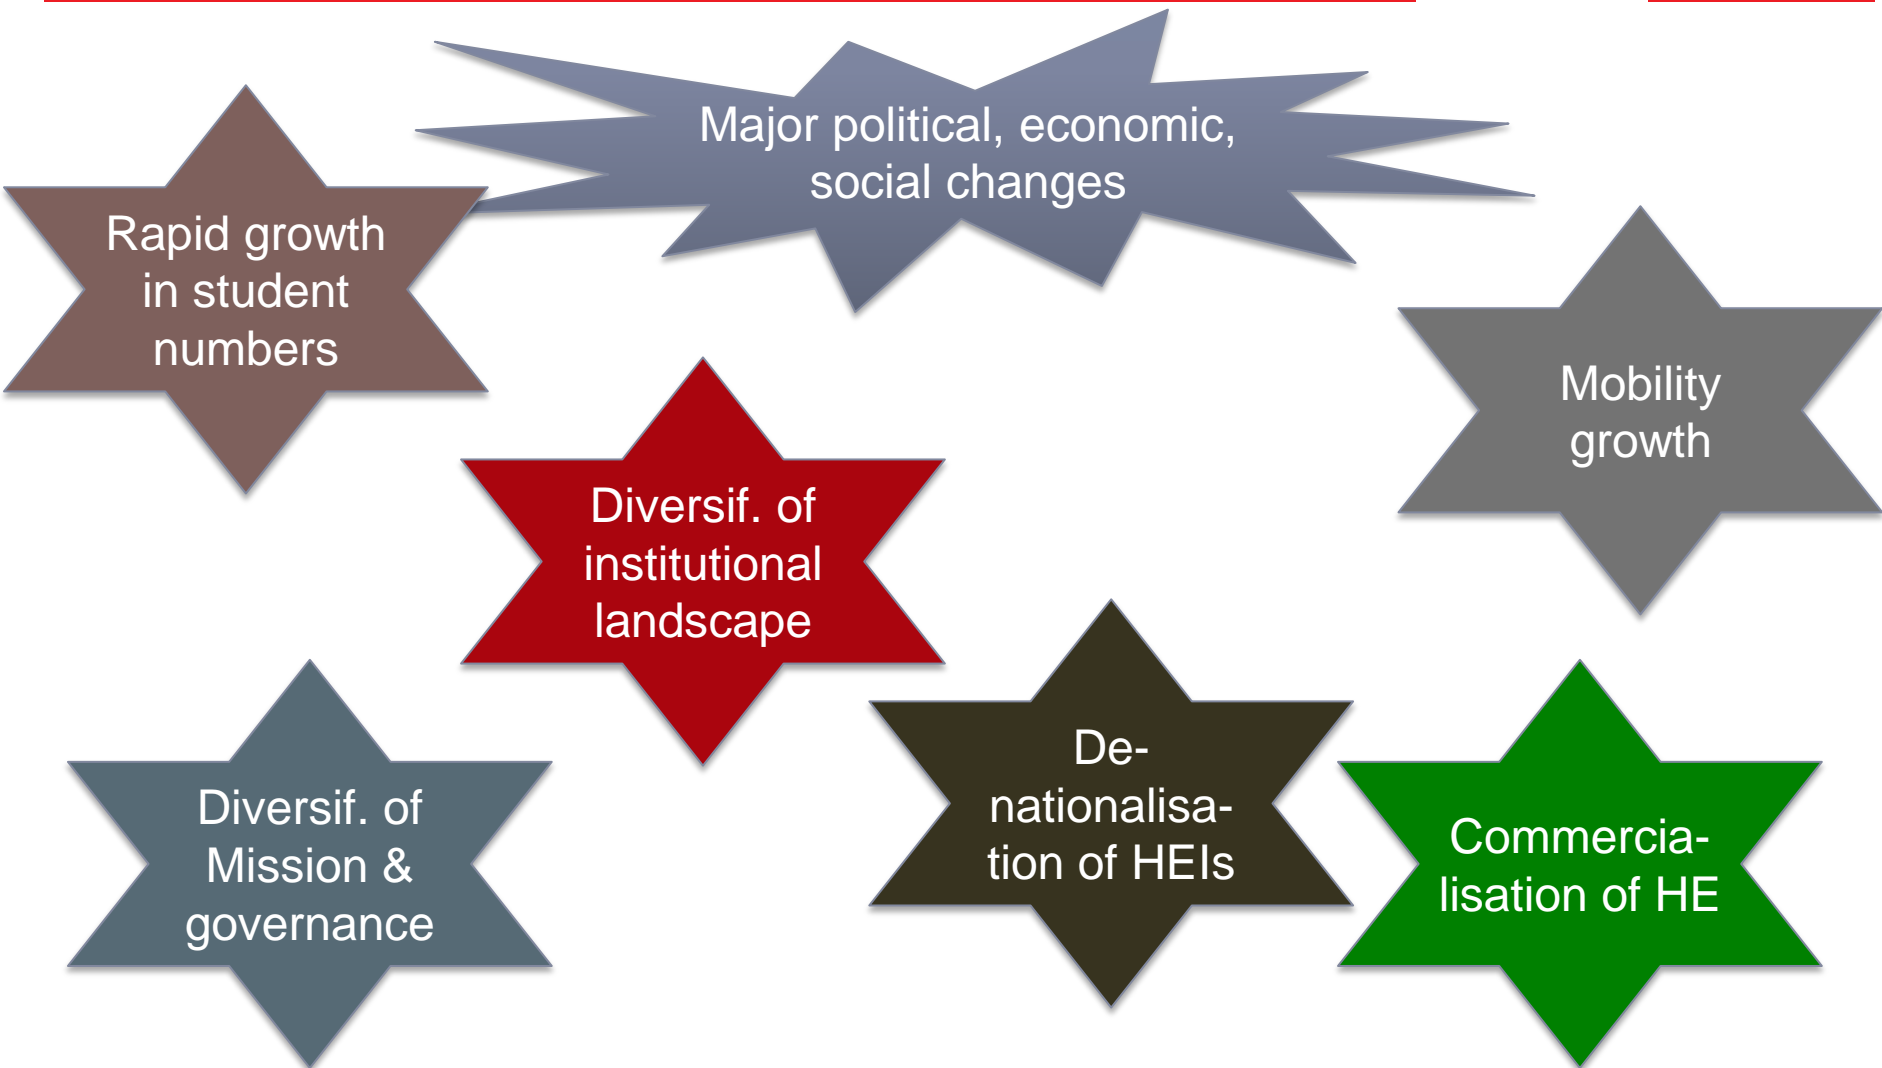 Major political, economic,
social changes
Rapid growth
in student
numbers
Mobility
growth
Diversif. of
institutional
landscape
De-
nationalisa-
tion of HEIs
Diversif. of
Mission &
governance
Commercia-
lisation of HE